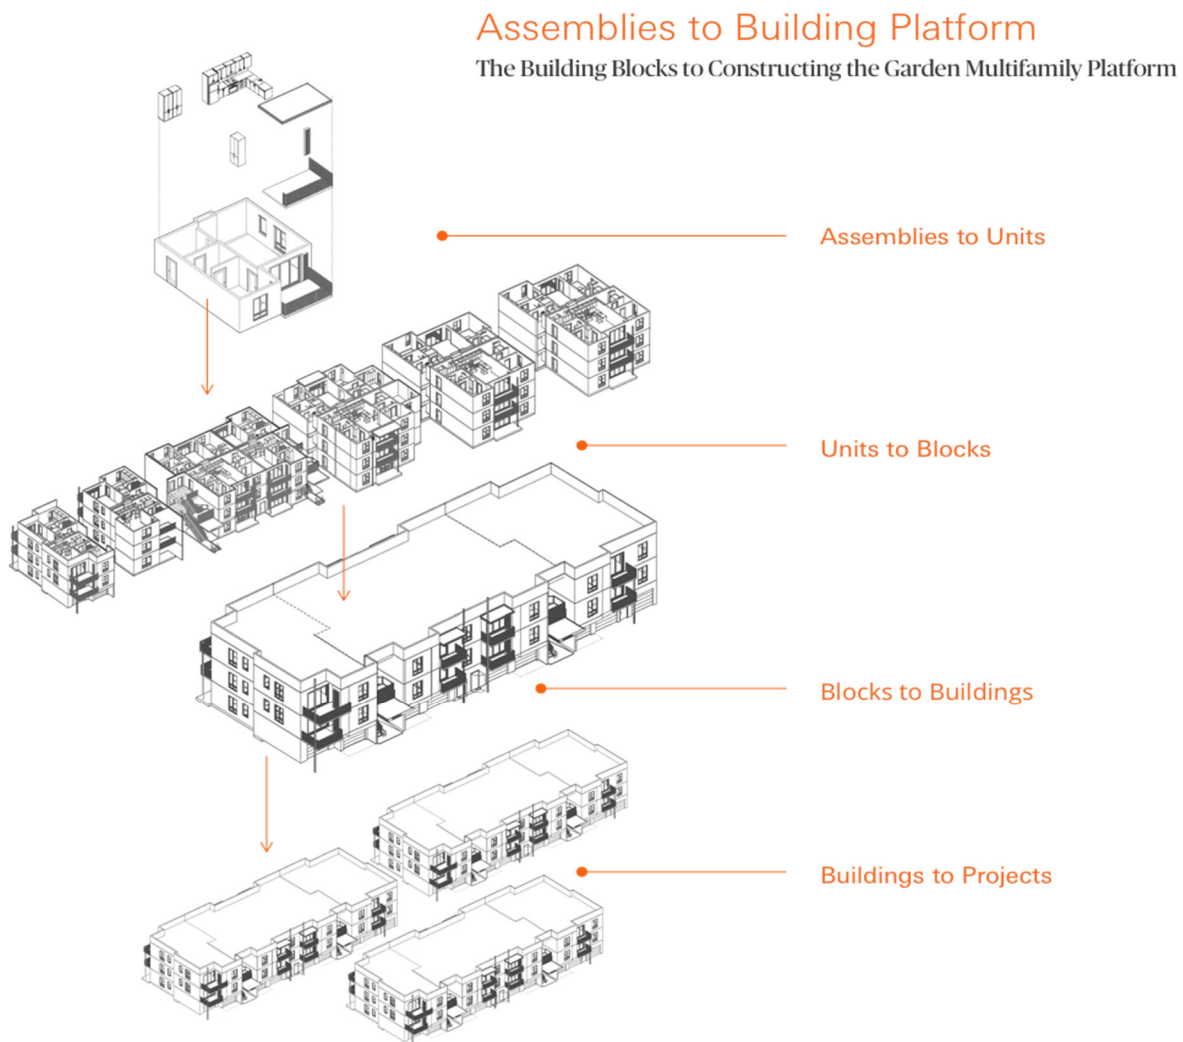 Assemblies to Building Platform
The Building Blocks to Constructing the Garden Multifamily Platform
Assemblies to Units
Units to Blocks
Blocks to Buildings
Buildings to Projects